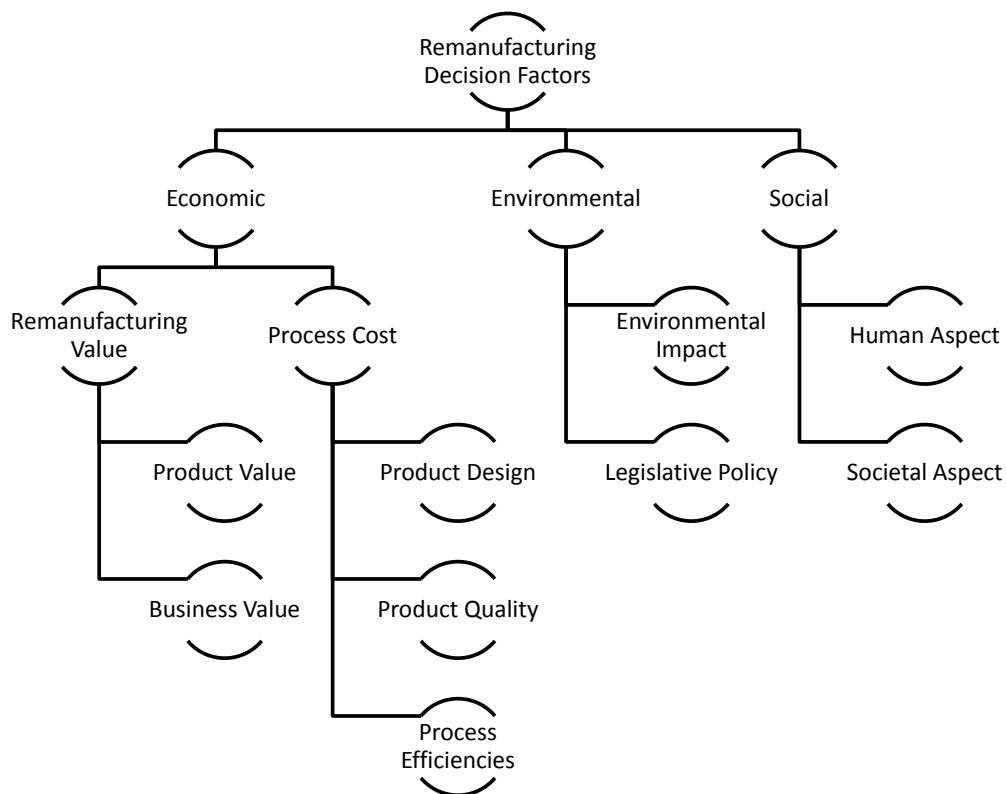 Remanufacturing
Decision Factors
Economic
Environmental
Social
Remanufacturing
Value
Process Cost
Environmental
Impact
Human Aspect
Product Value
Product Design
Legislative Policy
Societal Aspect
Business Value
Product Quality
Process
Efficiencies